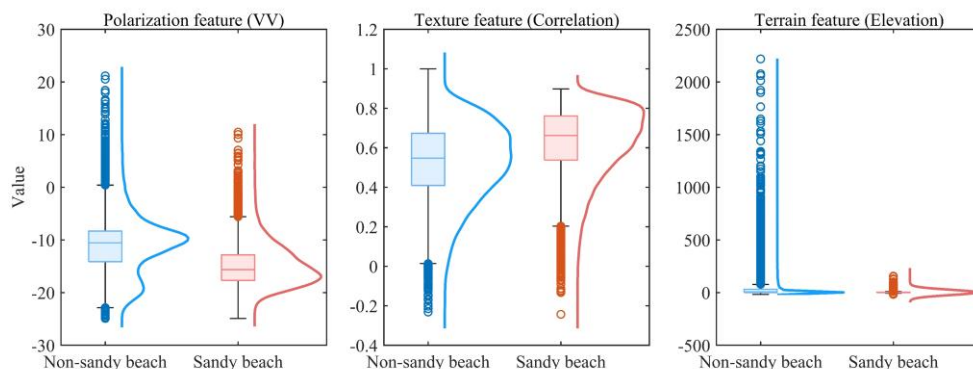 Polarization feature (VV)
Value
30
20
10
0
-10
-20
-30
Non-sandy beach
Sandy beach
Texture feature (Correlation)
1.2
1
0.8
0.6
0.4
0.2
0
-0.2
-0.4
Non-sandy beach
Sandy beach
Terrain feature (Elevation)
2500
2000
1500
1000
500
0
-500
Non-sandy beach
Sandy beach